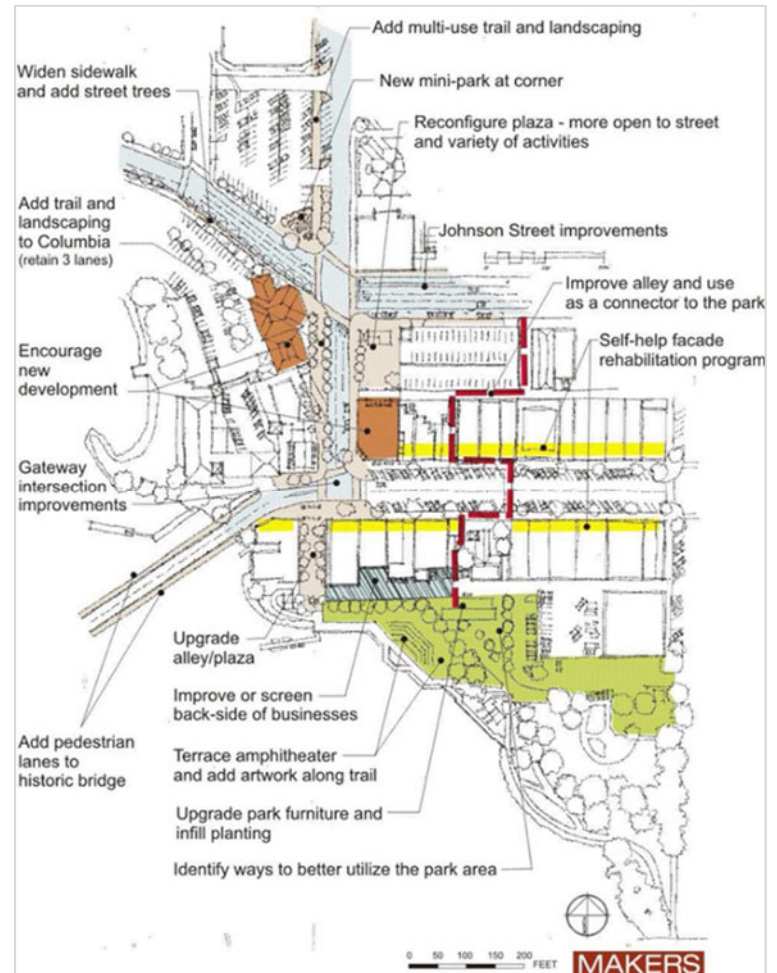 Add multi-use trail and landscaping
Widen sidewalk
and add street trees
New mini-park at corner
Reconfigure plaza - more open to street
and variety of activities
Add trail and
landscaping
to Columbia
(retain 3 lanes)
Johnson Street improvements
Improve alley and use
as a connector to the park
Self-help facade
rehabilitation program
Encourage
new
development
Gateway
intersection
improvements
Upgrade
alley/plaza
Improve or screen
back-side of businesses
Add pedestrian
lanes to
historic bridge
Terrace amphitheater
and add artwork along trail
Upgrade park furniture and
infill planting
Identify ways to better utilize the park area
0 50 100 150 200 FEET
MAKERS